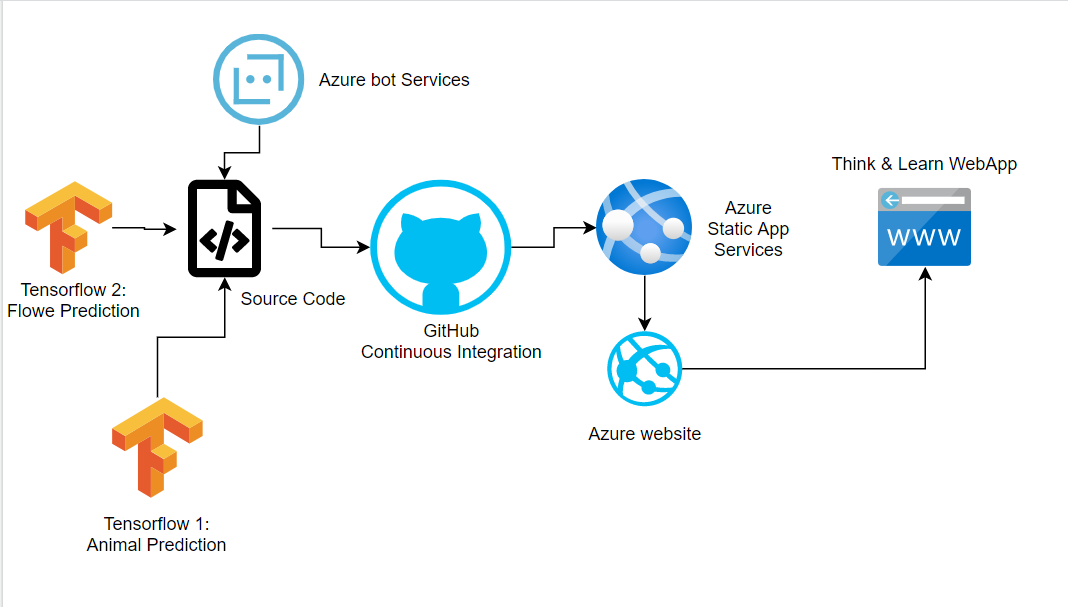 Azure bot Services
Think & Learn WebApp
WWW
Azure
Static App
Services
Tensorflow 2:
Flowe Prediction
Source Code
GitHub
Continuous Integration
Azure website
Tensorflow 1:
Animal Prediction